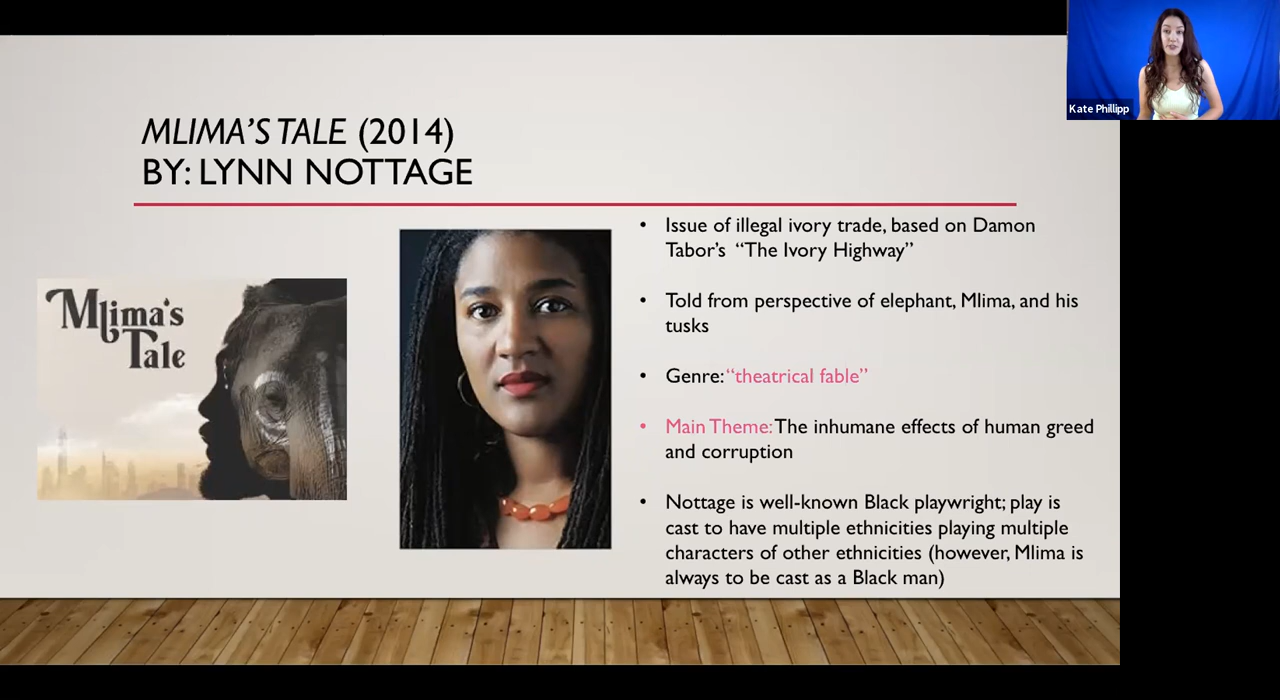 Kate Phillipp
MLIMA'S TALE (2014)
BY: LYNN NOTTAGE
Mlima's
Tale
• Issue of illegal ivory trade, based on Damon
Tabor's “The Ivory Highway”
• Told from perspective of elephant, Mlima, and his
tusks
• Genre: “theatrical fable”
• Main Theme: The inhumane effects of human greed
and corruption
• Nottage is well-known Black playwright; play is
cast to have multiple ethnicities playing multiple
characters of other ethnicities (however, Mlima is
always to be cast as a Black man)